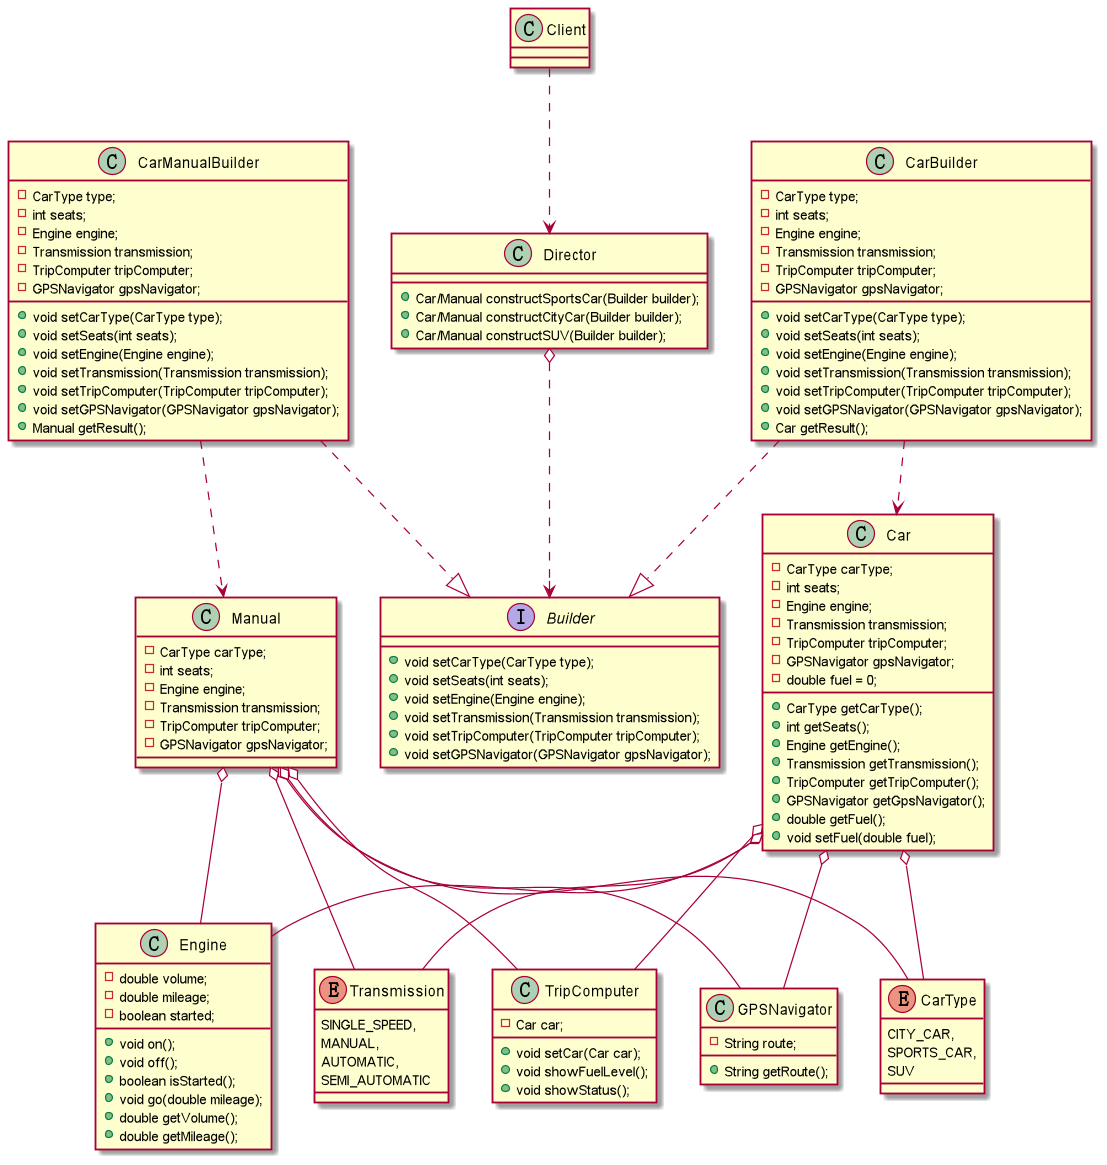 C Client
C CarManualBuilder
CarType type;
int seats;
Engine engine;
Transmission transmission;
TripComputer tripComputer;
GPSNavigator gpsNavigator;
void setCarType(CarType type);
void setSeats(int seats);
void setEngine(Engine engine);
void setTransmission(Transmission transmission);
void setTripComputer(TripComputer tripComputer);
void setGPSNavigator(GPSNavigator gpsNavigator);
Manual getResult();
C Director
Car/Manual constructSportsCar(Builder builder);
Car/Manual constructCityCar(Builder builder);
Car/Manual constructSUV(Builder builder);
C CarBuilder
CarType type;
int seats;
Engine engine;
Transmission transmission;
TripComputer tripComputer;
GPSNavigator gpsNavigator;
void setCarType(CarType type);
void setSeats(int seats);
void setEngine(Engine engine);
void setTransmission(Transmission transmission);
void setTripComputer(TripComputer tripComputer);
void setGPSNavigator(GPSNavigator gpsNavigator);
Car getResult();
C Manual
CarType carType;
int seats;
Engine engine;
Transmission transmission;
TripComputer tripComputer;
GPSNavigator gpsNavigator;
I Builder
void setCarType(CarType type);
void setSeats(int seats);
void setEngine(Engine engine);
void setTransmission(Transmission transmission);
void setTripComputer(TripComputer tripComputer);
void setGPSNavigator(GPSNavigator gpsNavigator);
C Car
CarType carType;
int seats;
Engine engine;
Transmission transmission;
TripComputer tripComputer;
GPSNavigator gpsNavigator;
double fuel = 0;
CarType getCarType();
int getSeats();
Engine getEngine();
Transmission getTransmission();
TripComputer getTripComputer();
GPSNavigator getGpsNavigator();
double getFuel();
void setFuel(double fuel);
C Engine
double volume;
double mileage;
boolean started;
void on();
void off();
boolean isStarted();
void go(double mileage);
double getVolume();
double getMileage();
E Transmission
SINGLE_SPEED,
MANUAL,
AUTOMATIC,
SEMI_AUTOMATIC
C TripComputer
Car car;
void setCar(Car car);
void showFuelLevel();
void showStatus();
C GPSNavigator
String route;
String getRoute();
E CarType
CITY_CAR,
SPORTS_CAR,
SUV